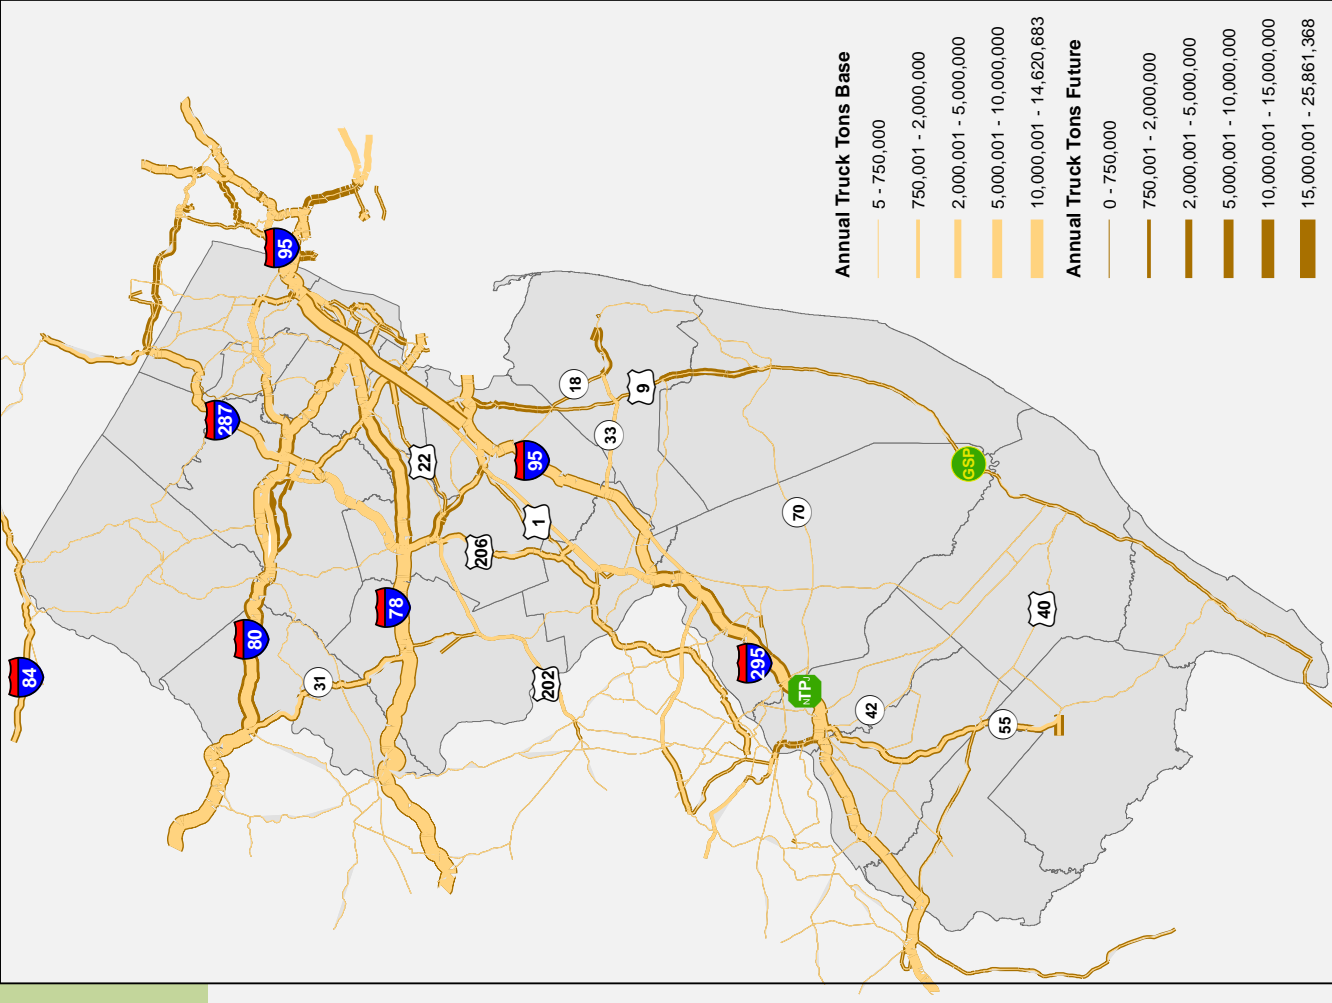 84
80
31
78
202
287
206
22
1
95
95
18
33
9
70
GSP
40
295
NTPJ
42
55
Annual Truck Tons Base
5 - 750,000
750,001 - 2,000,000
2,000,001 - 5,000,000
5,000,001 - 10,000,000
10,000,001 - 14,620,683
Annual Truck Tons Future
0 - 750,000
750,001 - 2,000,000
2,000,001 - 5,000,000
5,000,001 - 10,000,000
10,000,001 - 15,000,000
15,000,001 - 25,861,368